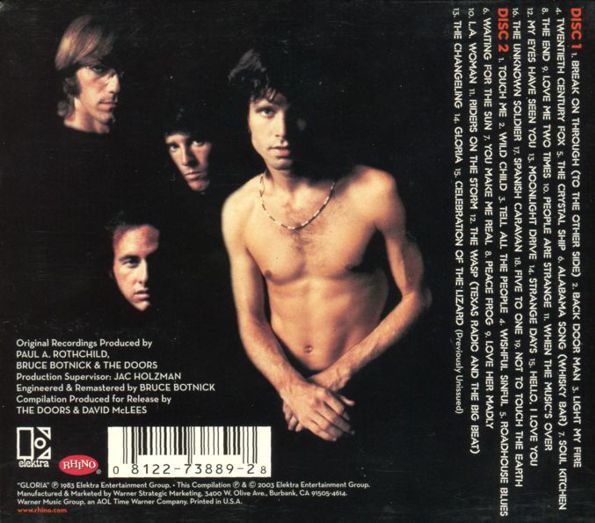 DISC 1 1. BREAK ON THROUGH (TO THE OTHER SIDE) 2. BACK DOOR MAN 3. LIGHT MY FIRE
4. TWENTIETH CENTURY FOX 5. THE CRYSTAL SHIP 6. ALABAMA SONG (WHISKY BAR) 7. SOUL KITCHEN
8. THE END 9. LOVE ME TWO TIMES 10. PEOPLE ARE STRANGE 11. WHEN THE MUSIC'S OVER
12. MY EYES HAVE SEEN YOU 13. MOONLIGHT DRIVE 14. STRANGE DAYS 15. HELLO, I LOVE YOU
16. THE UNKNOWN SOLDIER 17. SPANISH CARAVAN 18. FIVE TO ONE 19. NOT TO TOUCH THE EARTH
DISC 2 1. TOUCH ME 2. WILD CHILD 3. TELL ALL THE PEOPLE 4. WISHFUL SINFUL 5. ROADHOUSE BLUES
6. WAITING FOR THE SUN 7. YOU MAKE ME REAL 8. PEACE FROG 9. LOVE HER MADLY
10. L.A. WOMAN 11. RIDERS ON THE STORM 12. THE WASP (TEXAS RADIO AND THE BIG BEAT)
13. THE CHANGELING 14. GLORIA 15. CELEBRATION OF THE LIZARD (Previously Unissued)
Original Recordings Produced by
PAUL A. ROTHCHILD,
BRUCE BOTNICK & THE DOORS
Production Supervisor: JAC HOLZMAN
Engineered & Remastered by BRUCE BOTNICK
Compilation Produced for Release by
THE DOORS & DAVID McLEES
elektra
RHINO
0 8122-73889-2 8
"GLORIA" ℗ 1983 Elektra Entertainment Group. • This Compilation ℗ & © 2003 Elektra Entertainment Group.
Manufactured & Marketed by Warner Strategic Marketing, 3400 W. Olive Ave., Burbank, CA 91505-4614.
Warner Music Group, an AOL Time Warner Company. Printed in U.S.A.
www.rhino.com